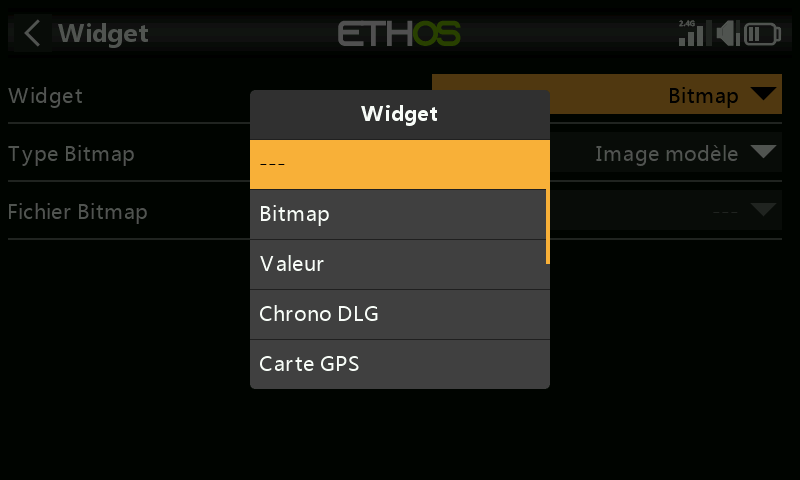 Widget
ETHOS
2.4G
Widget
Bitmap
Type Bitmap
Image modèle
Fichier Bitmap
---
Widget
---
Bitmap
Valeur
Chrono DLG
Carte GPS